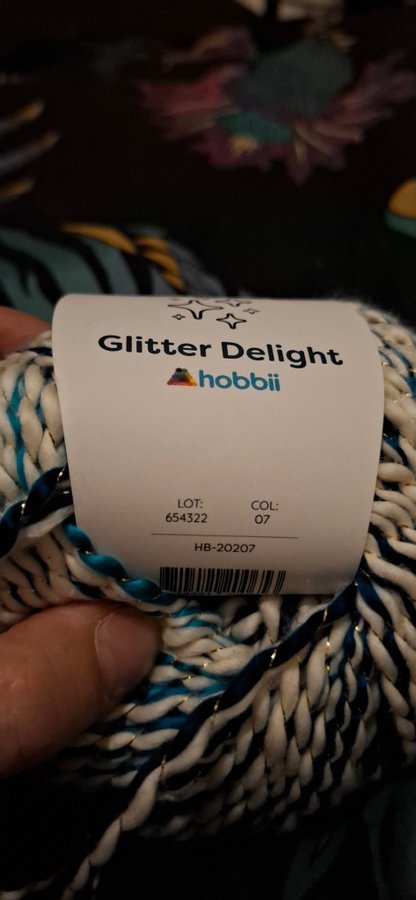 Glitter Delight
hobbii
LOT: COL:
654322 07
HB-20207